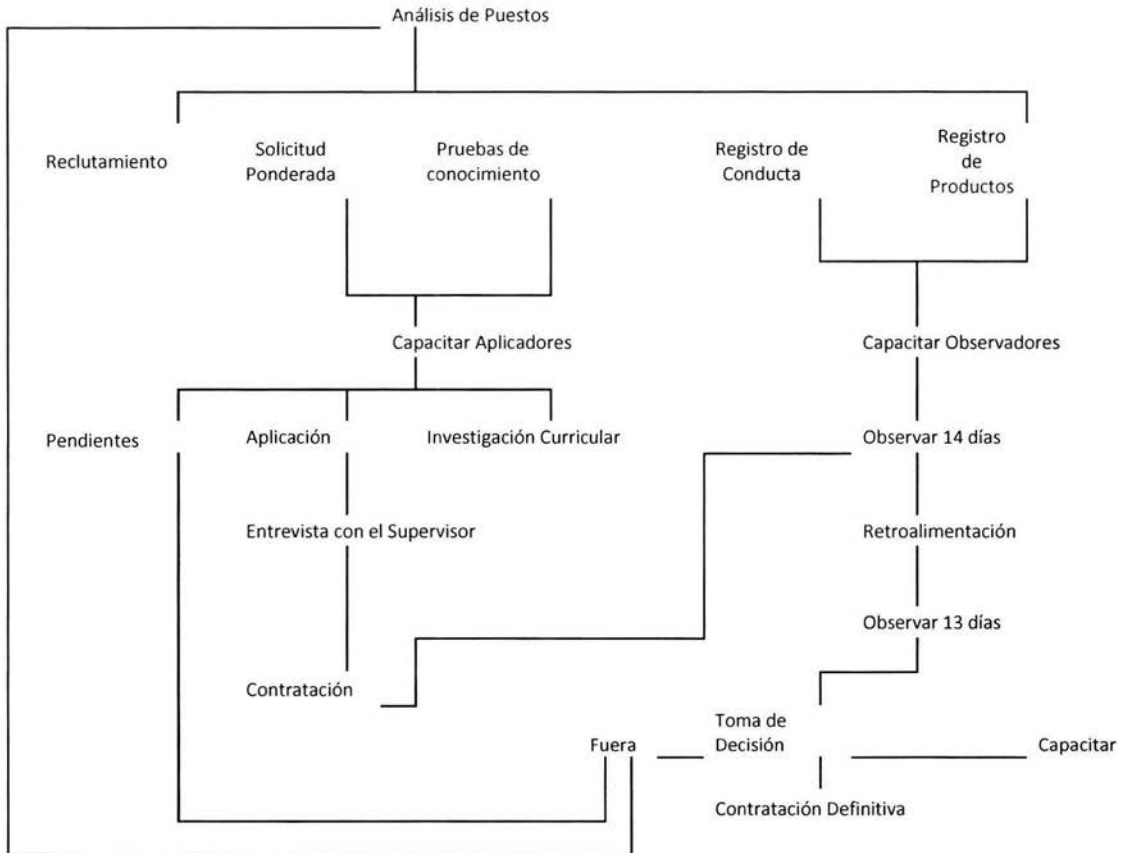 Análisis de Puestos
Reclutamiento
Solicitud
Ponderada
Pruebas de
conocimiento
Registro de
Conducta
Registro
de
Productos
Capacitar Aplicadores
Capacitar Observadores
Pendientes
Aplicación
Investigación Curricular
Observar 14 días
Entrevista con el Supervisor
Retroalimentación
Observar 13 días
Contratación
Fuera
Toma de
Decisión
Capacitar
Contratación Definitiva